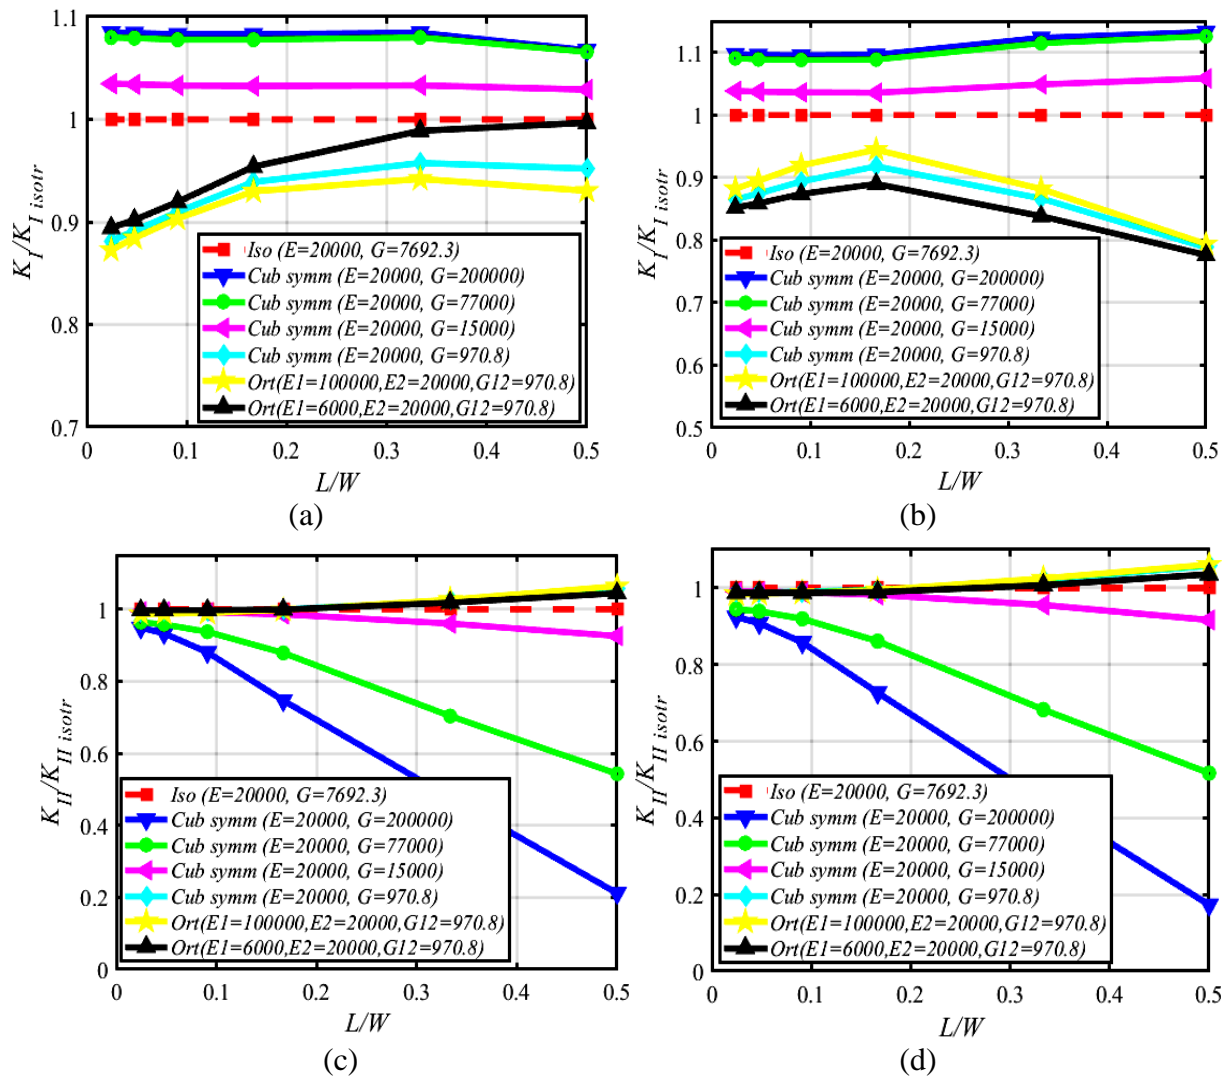 (a)
(b)
1.1
1
0.9
0.8
0.7
K_I/K_{I isotr}
Iso (E=20000, G=7692.3)
Cub symm (E=20000, G=200000)
Cub symm (E=20000, G=77000)
Cub symm (E=20000, G=15000)
Cub symm (E=20000, G=970.8)
Ort(E1=100000,E2=20000,G12=970.8)
Ort(E1=6000,E2=20000,G12=970.8)
0 0.1 0.2 0.3 0.4 0.5
L/W
(a)
1.1
1
0.9
0.8
0.7
0.6
0.5
K_I/K_{I isotr}
Iso (E=20000, G=7692.3)
Cub symm (E=20000, G=200000)
Cub symm (E=20000, G=77000)
Cub symm (E=20000, G=15000)
Cub symm (E=20000, G=970.8)
Ort(E1=100000,E2=20000,G12=970.8)
Ort(E1=6000,E2=20000,G12=970.8)
0 0.1 0.2 0.3 0.4 0.5
L/W
(b)
(c)
(d)
1
0.8
0.6
0.4
0.2
0
K_{II}/K_{II isotr}
Iso (E=20000, G=7692.3)
Cub symm (E=20000, G=200000)
Cub symm (E=20000, G=77000)
Cub symm (E=20000, G=15000)
Cub symm (E=20000, G=970.8)
Ort(E1=100000,E2=20000,G12=970.8)
Ort(E1=6000,E2=20000,G12=970.8)
0 0.1 0.2 0.3 0.4 0.5
L/W
(c)
1
0.8
0.6
0.4
0.2
0
K_{II}/K_{II isotr}
Iso (E=20000, G=7692.3)
Cub symm (E=20000, G=200000)
Cub symm (E=20000, G=77000)
Cub symm (E=20000, G=15000)
Cub symm (E=20000, G=970.8)
Ort(E1=100000,E2=20000,G12=970.8)
Ort(E1=6000,E2=20000,G12=970.8)
0 0.1 0.2 0.3 0.4 0.5
L/W
(d)